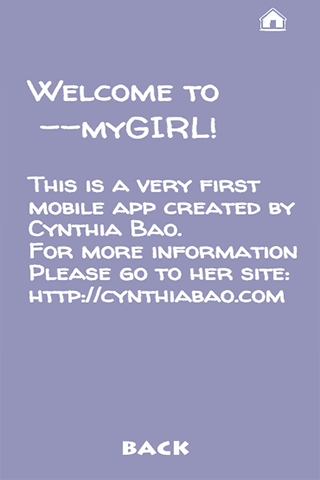 Welcome to
--myGIRL!
This is a very first
mobile app created by
Cynthia Bao.
For more information
Please go to her site:
http://cynthiabao.com
BACK